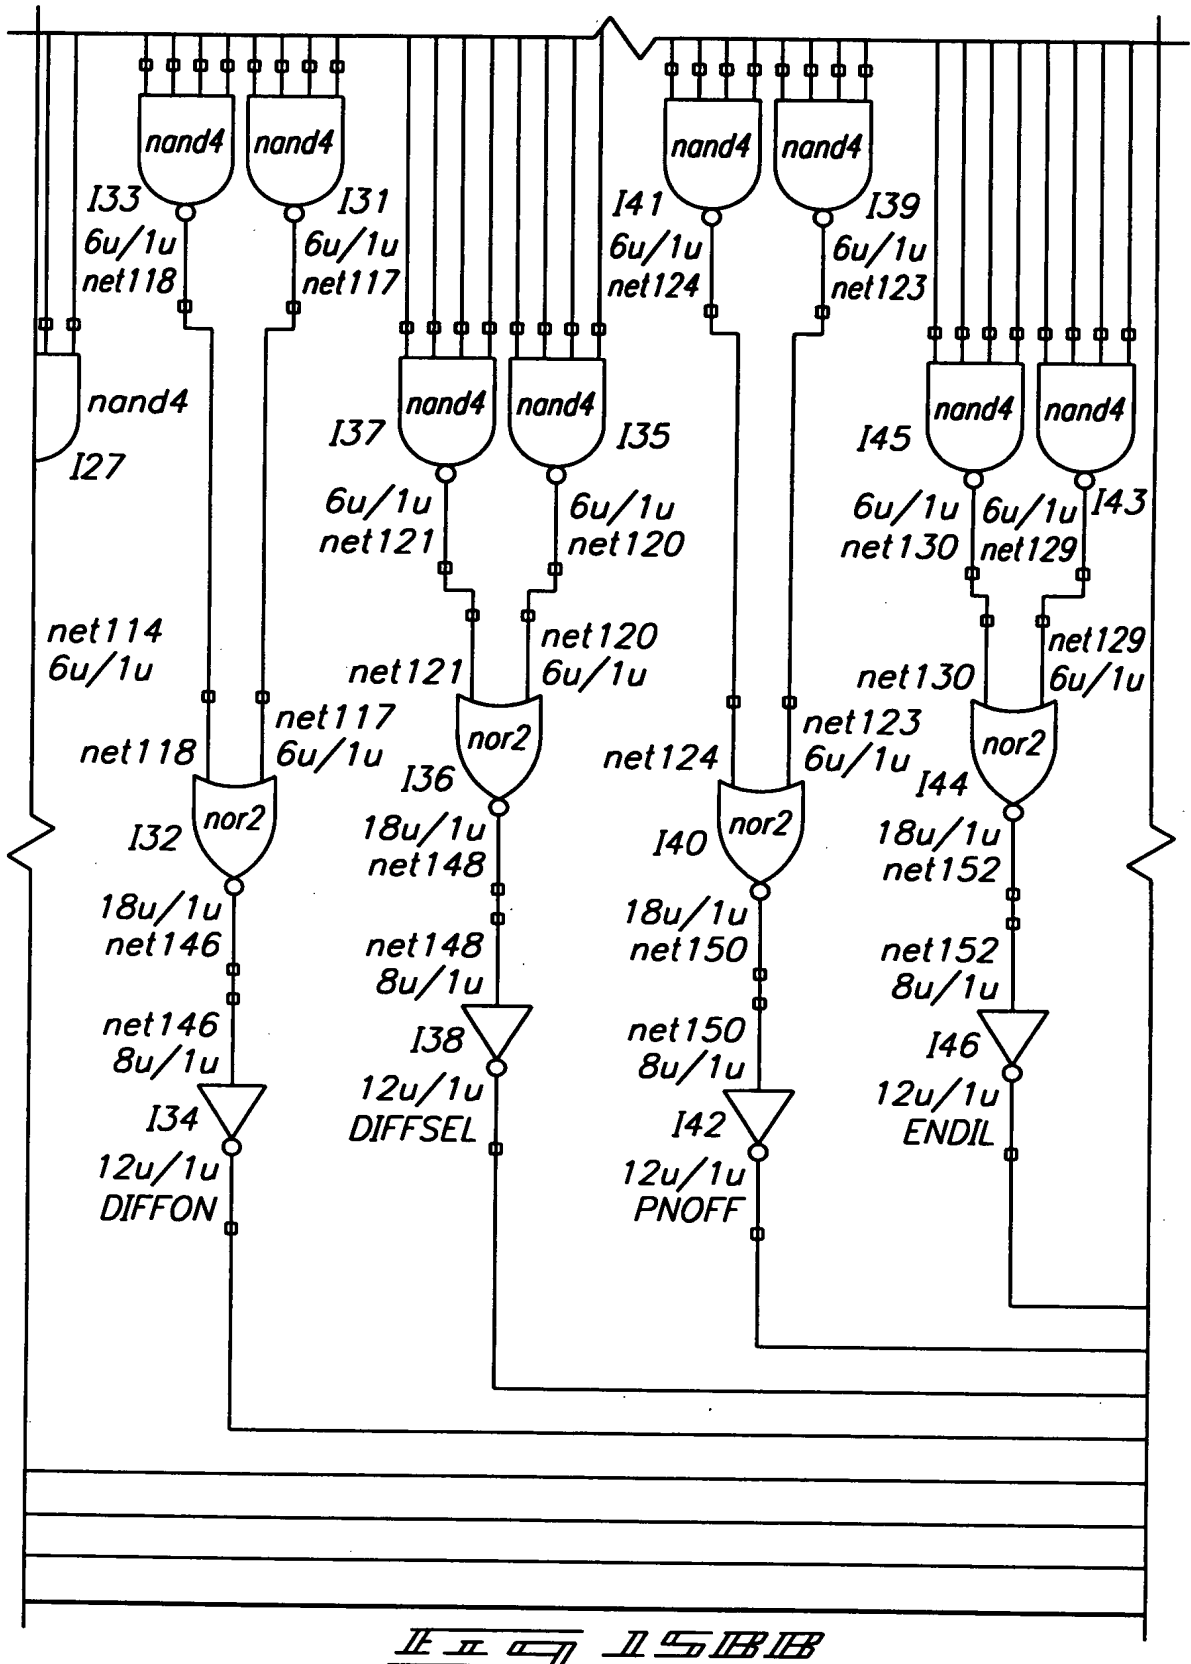 nand4 nand4 nand4 nand4
I33 I31 I41 I39
6u/1u 6u/1u 6u/1u 6u/1u
net118 net117 net124 net123
nand4 nand4 nand4 nand4 nand4
I27 I37 I35 I45 I43
6u/1u 6u/1u 6u/1u 6u/1u
net121 net120 net130 net129
net114 net120 net129
6u/1u net121 6u/1u net130 6u/1u
net117 net123
net118 6u/1u net124 6u/1u
nor2 nor2
I36 I44
nor2 nor2
I32 I40
18u/1u 18u/1u
net148 net152
18u/1u 18u/1u
net146 net150
net148 net152
8u/1u 8u/1u
net146 net150
8u/1u 8u/1u
I38 I46
12u/1u 12u/1u
DIFFSEL ENDIL
I34 I42
12u/1u 12u/1u
DIFFON PNOFF
Fig 15BB